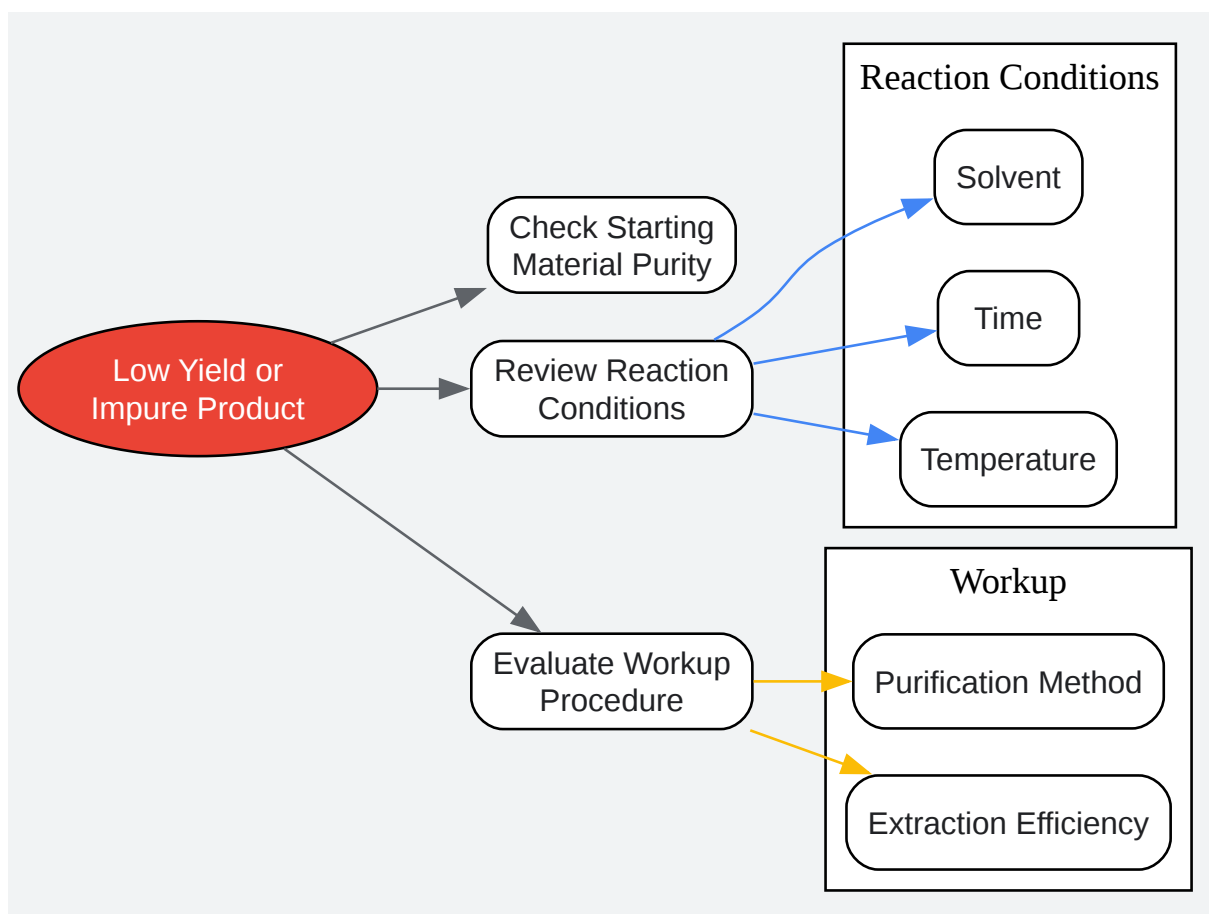 Low Yield or
Impure Product
Check Starting
Material Purity
Review Reaction
Conditions
Evaluate Workup
Procedure
Reaction Conditions
Solvent
Time
Temperature
Workup
Purification Method
Extraction Efficiency